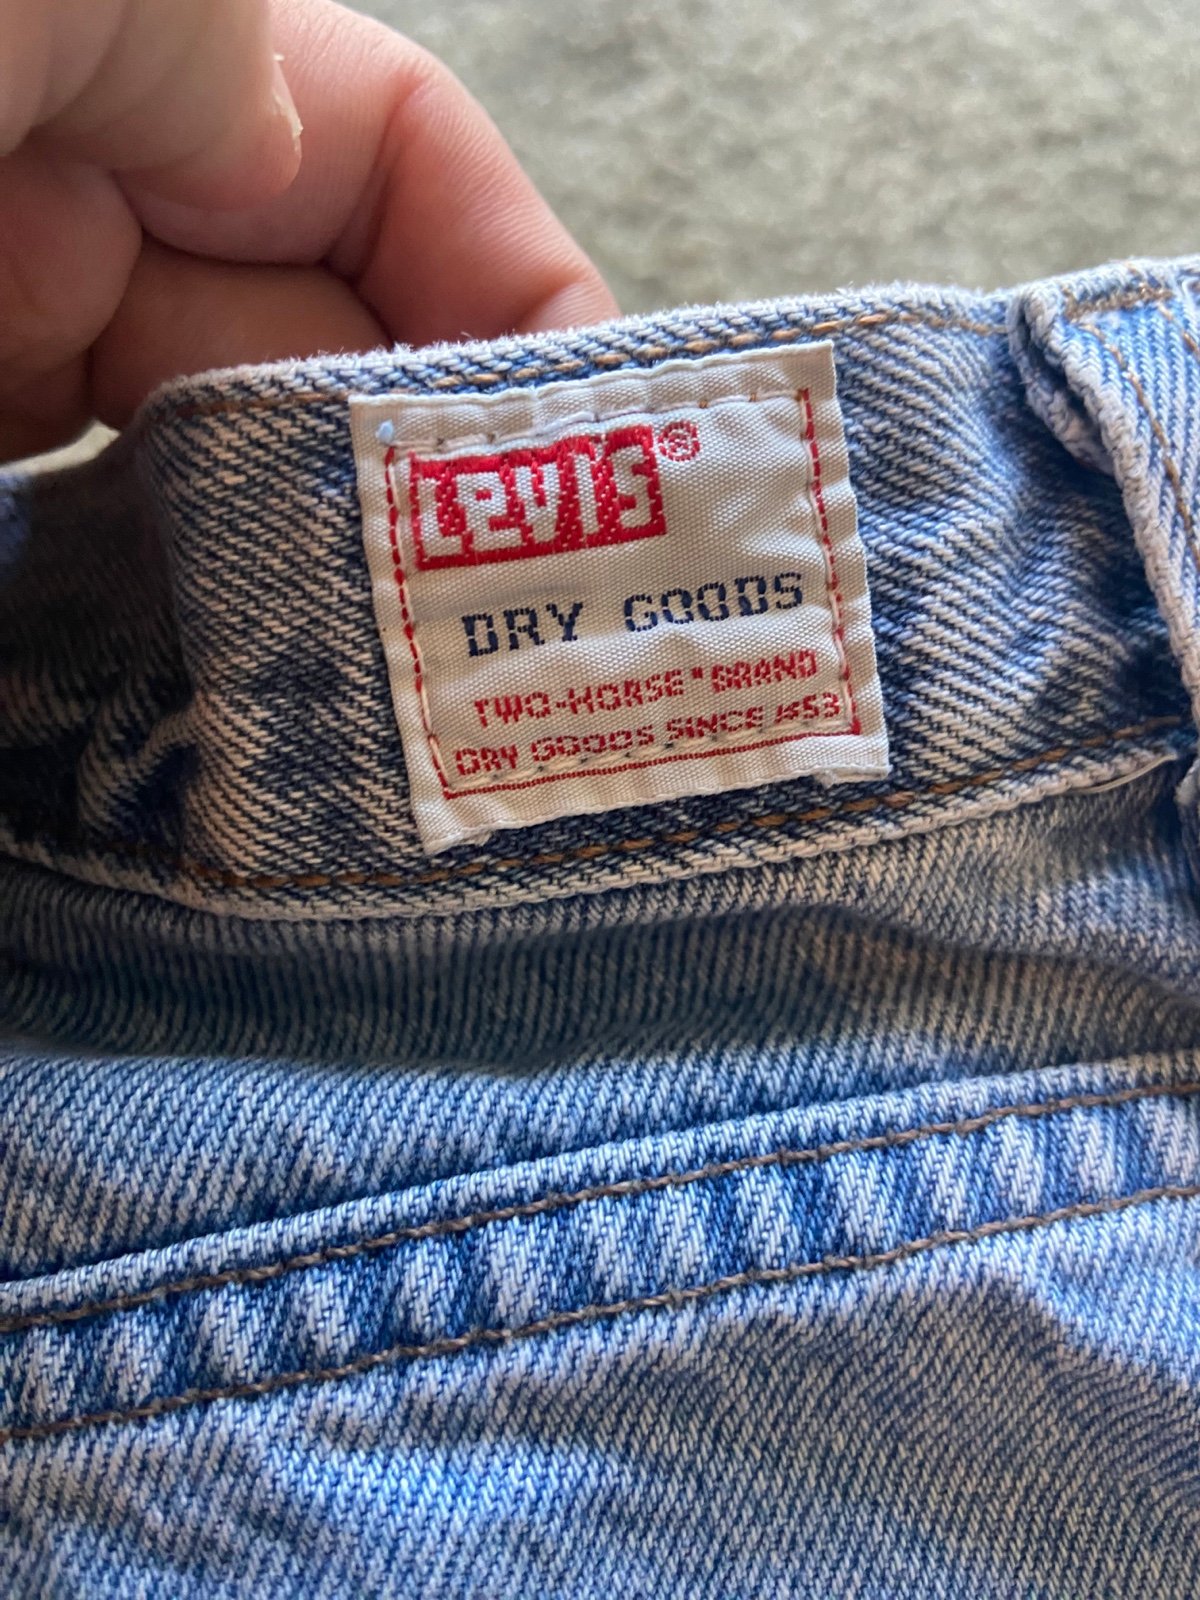 LEVI'S®
DRY GOODS
TWO-HORSE" BRAND
DRY GOODS SINCE 1853